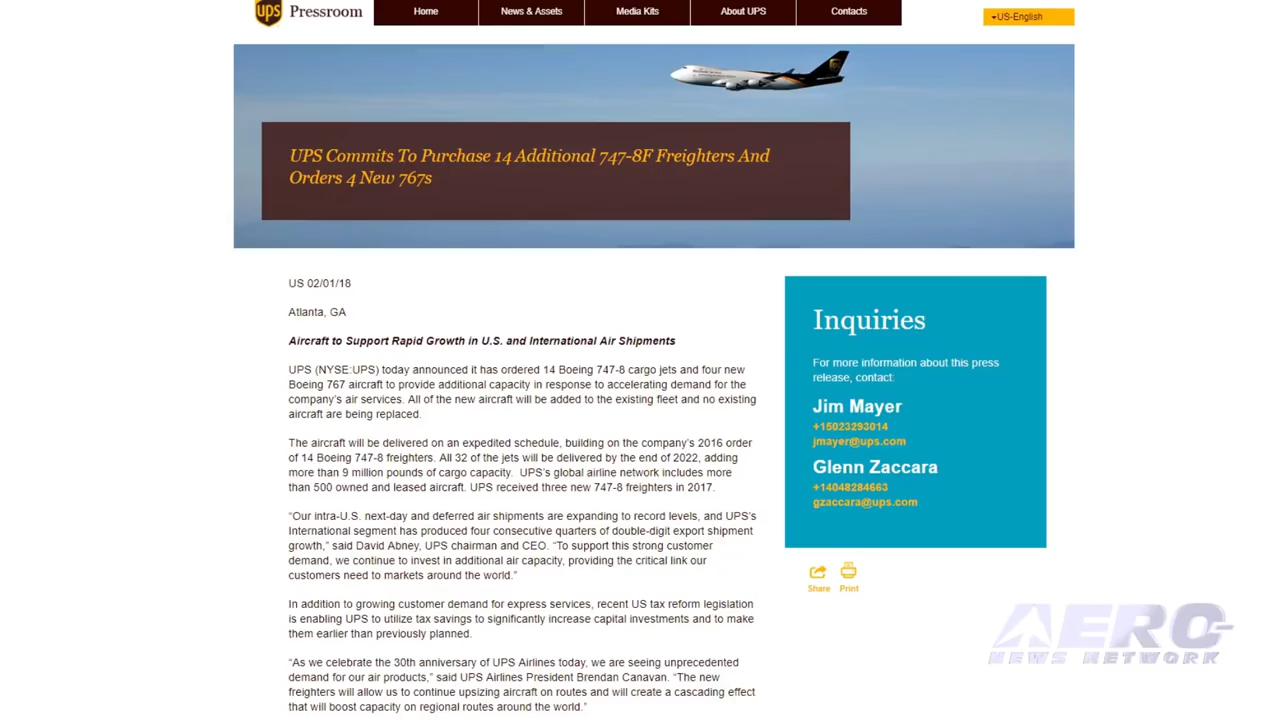 ups Pressroom Home News & Assets Media Kits About UPS Contacts US-English
UPS Commits To Purchase 14 Additional 747-8F Freighters And
Orders 4 New 767s
US 02/01/18
Atlanta, GA
Aircraft to Support Rapid Growth in U.S. and International Air Shipments
UPS (NYSE:UPS) today announced it has ordered 14 Boeing 747-8 cargo jets and four new
Boeing 767 aircraft to provide additional capacity in response to accelerating demand for the
company’s air services. All of the new aircraft will be added to the existing fleet and no existing
aircraft are being replaced.
The aircraft will be delivered on an expedited schedule, building on the company’s 2016 order
of 14 Boeing 747-8 freighters. All 32 of the jets will be delivered by the end of 2022, adding
more than 9 million pounds of cargo capacity. UPS’s global airline network includes more
than 500 owned and leased aircraft. UPS received three new 747-8 freighters in 2017.
“Our intra-U.S. next-day and deferred air shipments are expanding to record levels, and UPS’s
International segment has produced four consecutive quarters of double-digit export shipment
growth,” said David Abney, UPS chairman and CEO. “To support this strong customer
demand, we continue to invest in additional air capacity, providing the critical link our
customers need to markets around the world.”
In addition to growing customer demand for express services, recent US tax reform legislation
is enabling UPS to utilize tax savings to significantly increase capital investments and to make
them earlier than previously planned.
“As we celebrate the 30th anniversary of UPS Airlines today, we are seeing unprecedented
demand for our air products,” said UPS Airlines President Brendan Canavan. “The new
freighters will allow us to continue upsizing aircraft on routes and will create a cascading effect
that will boost capacity on regional routes around the world.”
Inquiries
For more information about this press
release, contact:
Jim Mayer
+15023293014
jmayer@ups.com
Glenn Zaccara
+14048284663
gzaccara@ups.com
Share Print
AERO
NEWS NETWORK